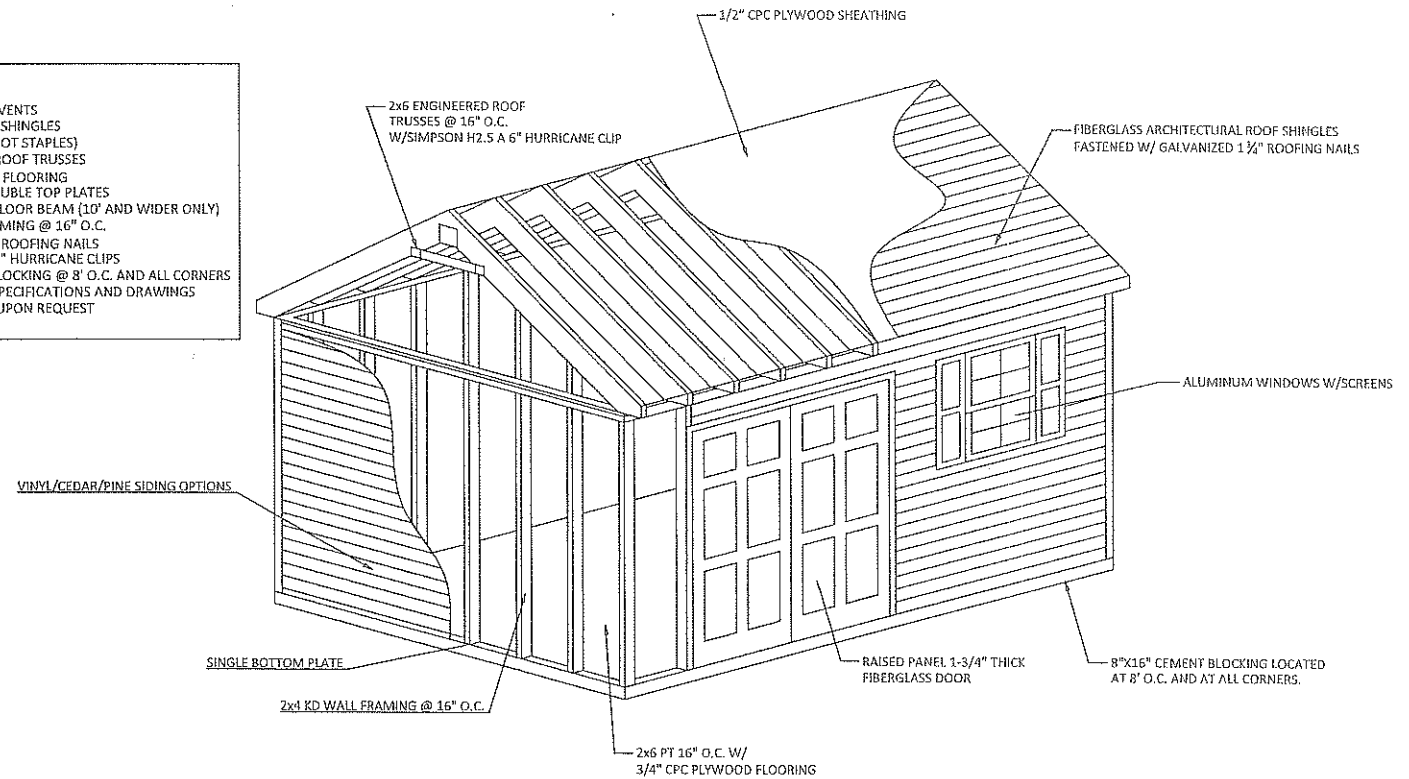 1/2" CPC PLYWOOD SHEATHING
VENTS
SHINGLES
OT STAPLES)
OOF TRUSSES
FLOORING
UBLE TOP PLATES
LOOR BEAM (10' AND WIDER ONLY)
MING @ 16" O.C.
ROOFING NAILS
" HURRICANE CLIPS
LOCKING @ 8' O.C. AND ALL CORNERS
PECIFICATIONS AND DRAWINGS
UPON REQUEST
2x6 ENGINEERED ROOF
TRUSSES @ 16" O.C.
W/SIMPSON H2.5 A 6" HURRICANE CLIP
FIBERGLASS ARCHITECTURAL ROOF SHINGLES
FASTENED W/ GALVANIZED 1 ¼" ROOFING NAILS
ALUMINUM WINDOWS W/SCREENS
VINYL/CEDAR/PINE SIDING OPTIONS
SINGLE BOTTOM PLATE
2x4 KD WALL FRAMING @ 16" O.C.
RAISED PANEL 1-3/4" THICK
FIBERGLASS DOOR
8"X16" CEMENT BLOCKING LOCATED
AT 8' O.C. AND AT ALL CORNERS.
2x6 PT 16" O.C. W/
3/4" CPC PLYWOOD FLOORING